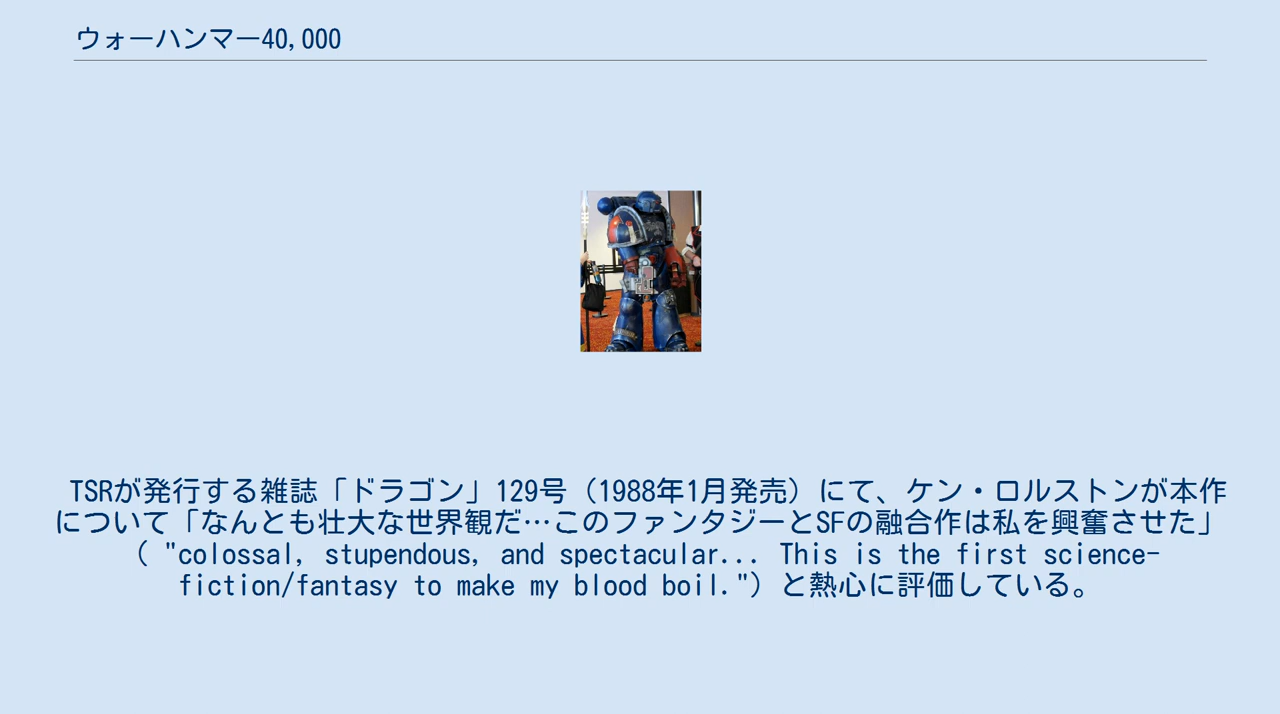 ウォーハンマー40,000
TSRが発行する雑誌「ドラゴン」129号（1988年1月発売）にて、ケン・ロルストンが本作
について「なんとも壮大な世界観だ…このファンタジーとSFの融合作は私を興奮させた」
（ "colossal, stupendous, and spectacular... This is the first science-
fiction/fantasy to make my blood boil."）と熱心に評価している。